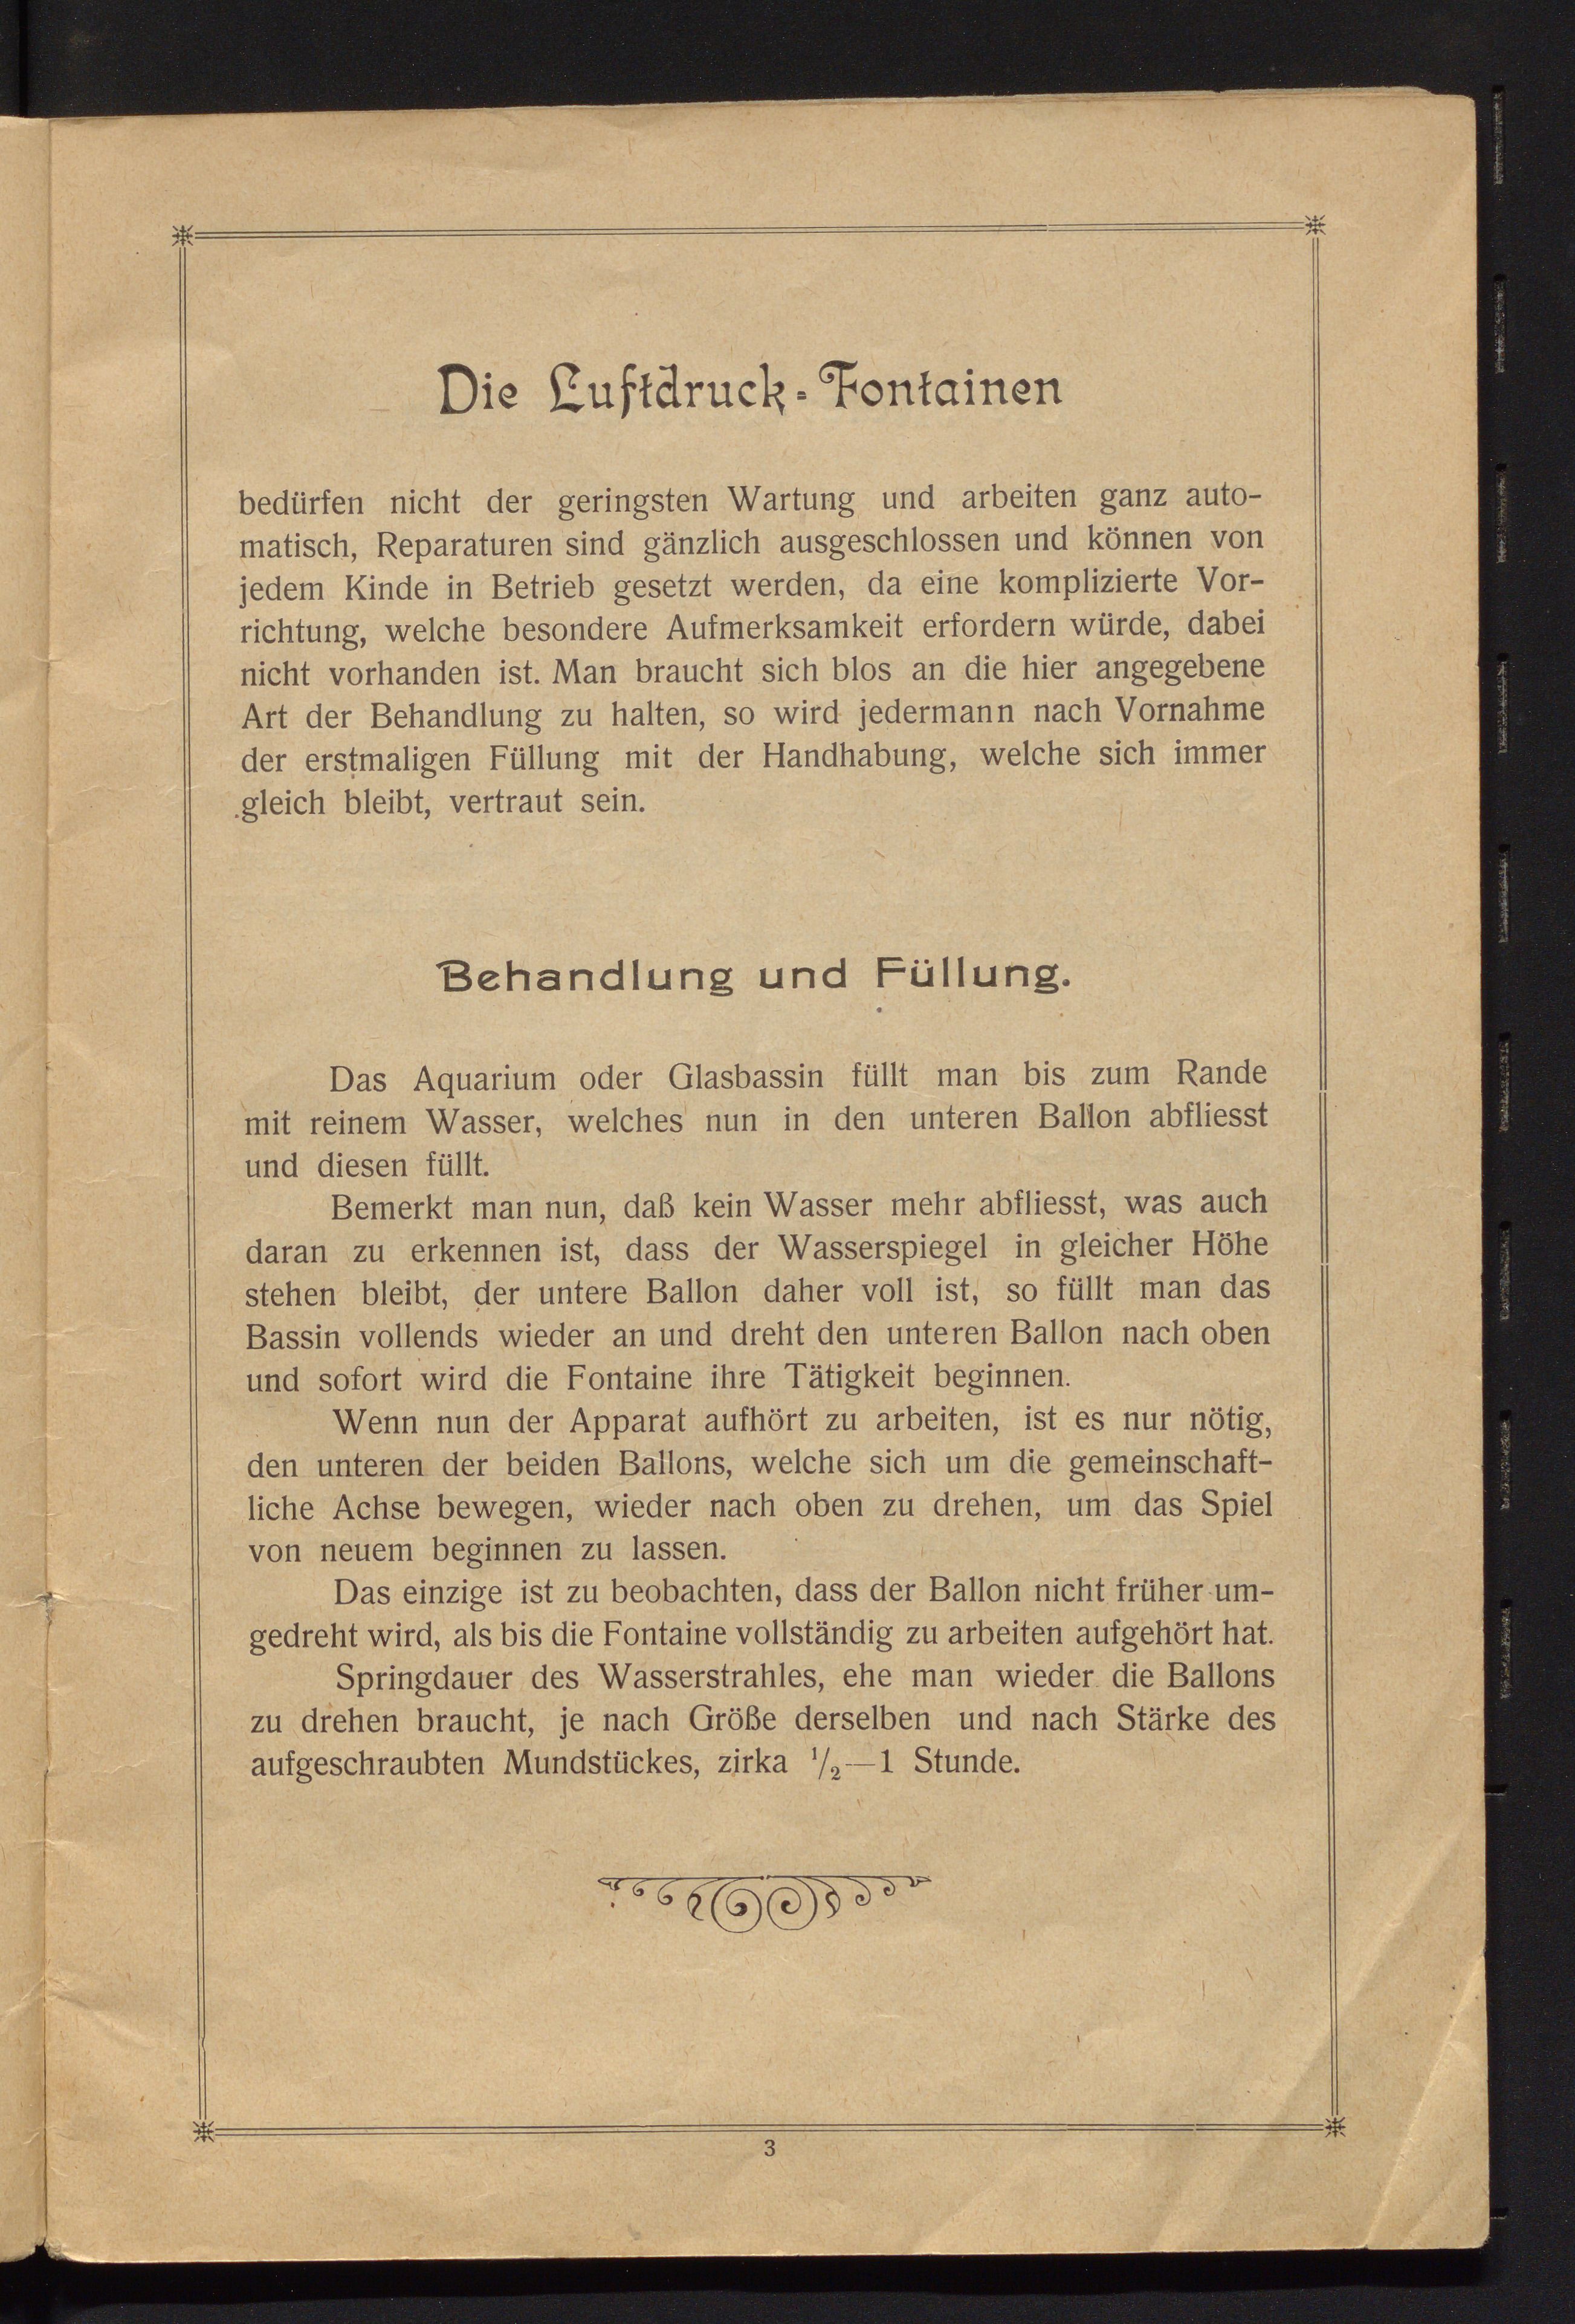 Die Luftdruck-Fontainen
bedürfen nicht der geringsten Wartung und arbeiten ganz auto-
matisch, Reparaturen sind gänzlich ausgeschlossen und können von
jedem Kinde in Betrieb gesetzt werden, da eine komplizierte Vor-
richtung, welche besondere Aufmerksamkeit erfordern würde, dabei
nicht vorhanden ist. Man braucht sich blos an die hier angegebene
Art der Behandlung zu halten, so wird jedermann nach Vornahme
der erstmaligen Füllung mit der Handhabung, welche sich immer
gleich bleibt, vertraut sein.
Behandlung und Füllung.
Das Aquarium oder Glasbassin füllt man bis zum Rande
mit reinem Wasser, welches nun in den unteren Ballon abfliesst
und diesen füllt.
Bemerkt man nun, daß kein Wasser mehr abfliesst, was auch
daran zu erkennen ist, dass der Wasserspiegel in gleicher Höhe
stehen bleibt, der untere Ballon daher voll ist, so füllt man das
Bassin vollends wieder an und dreht den unteren Ballon nach oben
und sofort wird die Fontaine ihre Tätigkeit beginnen.
Wenn nun der Apparat aufhört zu arbeiten, ist es nur nötig,
den unteren der beiden Ballons, welche sich um die gemeinschaft-
liche Achse bewegen, wieder nach oben zu drehen, um das Spiel
von neuem beginnen zu lassen.
Das einzige ist zu beobachten, dass der Ballon nicht früher um-
gedreht wird, als bis die Fontaine vollständig zu arbeiten aufgehört hat.
Springdauer des Wasserstrahles, ehe man wieder die Ballons
zu drehen braucht, je nach Größe derselben und nach Stärke des
aufgeschraubten Mundstückes, zirka ½—1 Stunde.
3